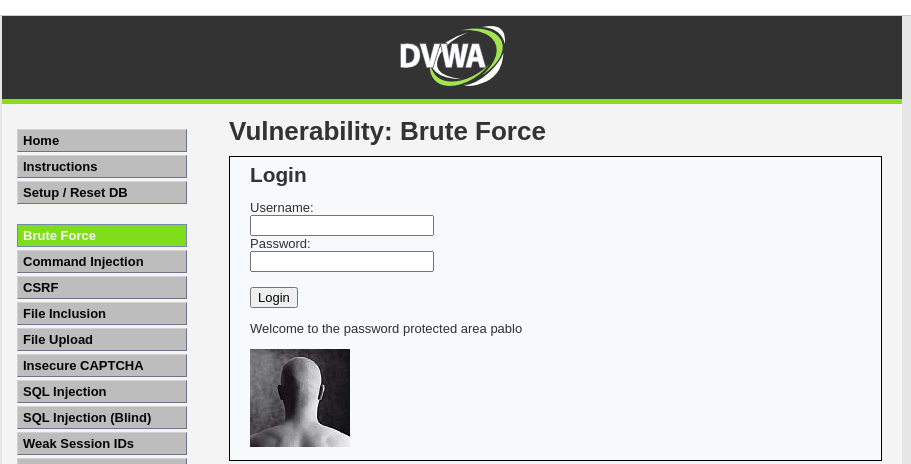 DVWA
Vulnerability: Brute Force
Home
Instructions
Setup / Reset DB
Brute Force
Command Injection
CSRF
File Inclusion
File Upload
Insecure CAPTCHA
SQL Injection
SQL Injection (Blind)
Weak Session IDs
Login
Username:
Password:
Login
Welcome to the password protected area pablo